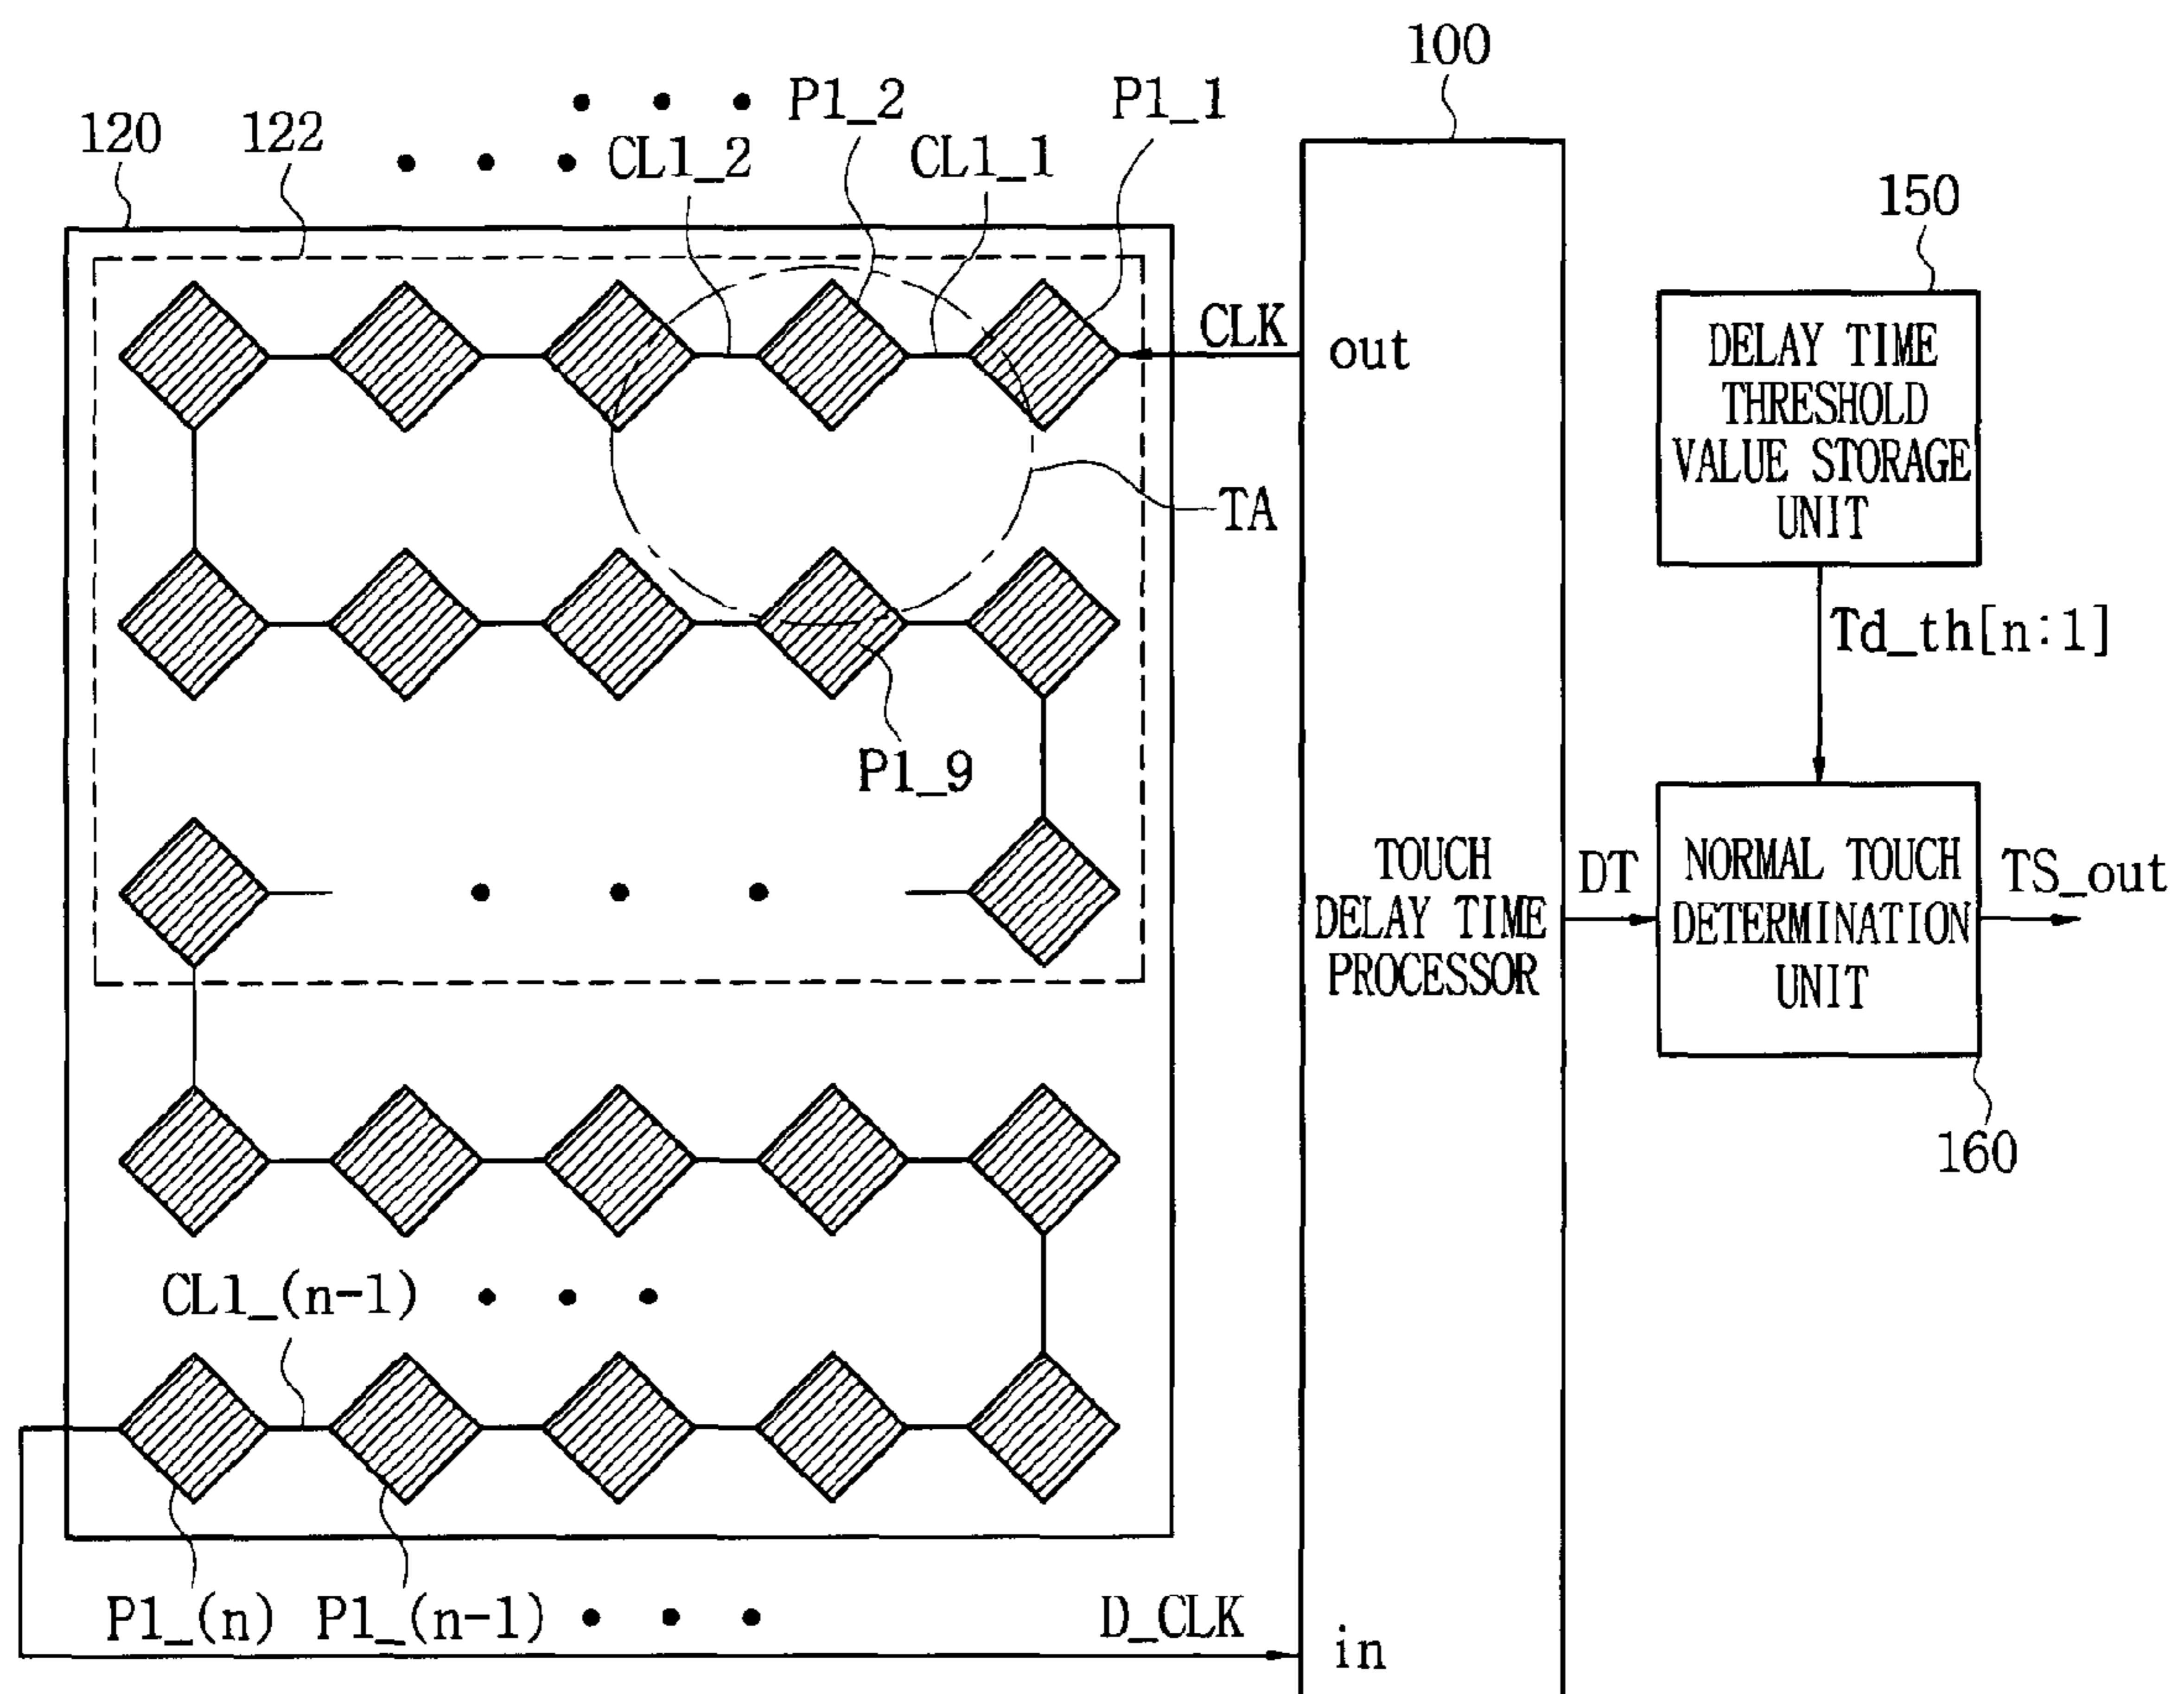 100
P1_2
P1_1
120
122
CL1_2
CL1_1
150
CLK
out
DELAY TIME
THRESHOLD
VALUE STORAGE
UNIT
TA
Td_th[n:1]
P1_9
TOUCH
DELAY TIME
PROCESSOR
DT
NORMAL TOUCH
DETERMINATION
UNIT
TS_out
160
CL1_(n-1)
P1_(n)
P1_(n-1)
D_CLK
in